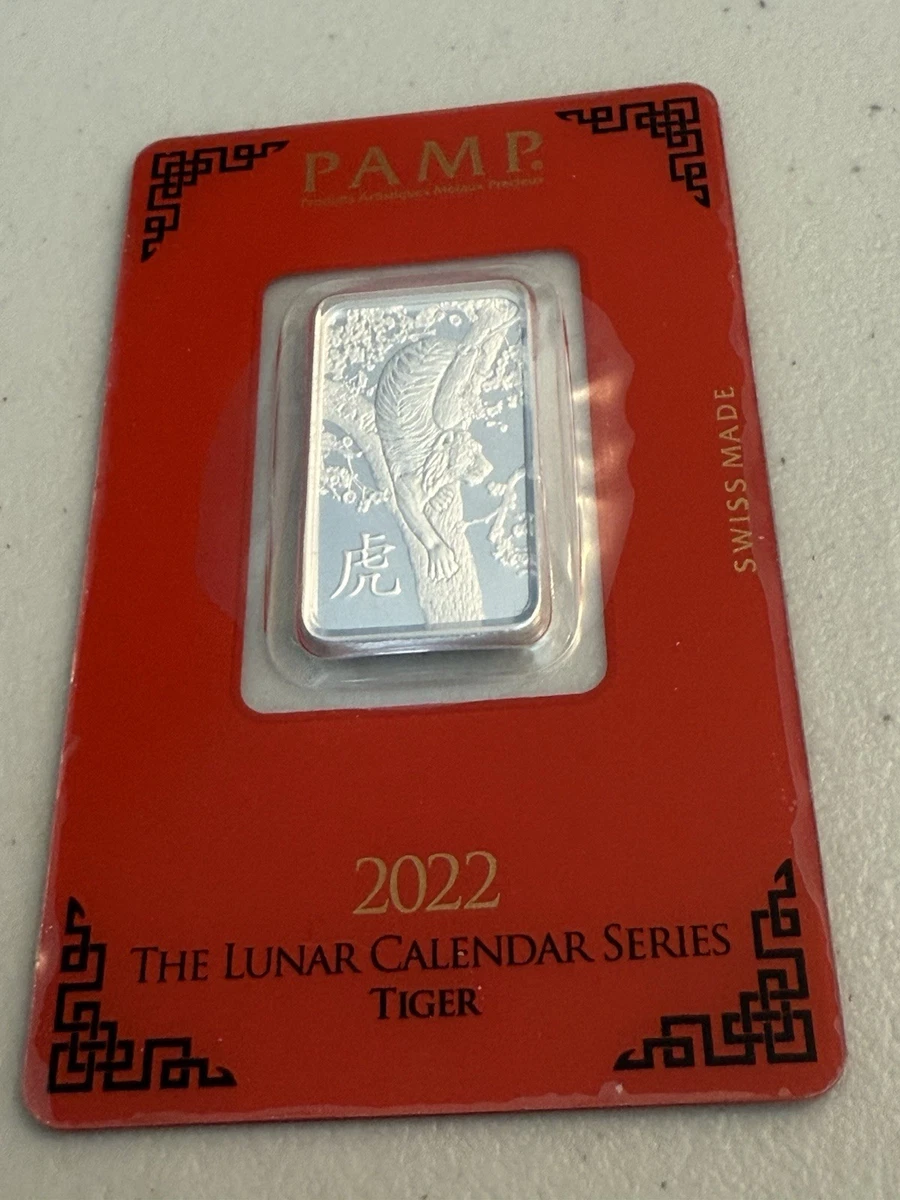 PAMP®
Produits Artistiques Métaux Précieux
虎
SWISS MADE
2022
THE LUNAR CALENDAR SERIES
TIGER